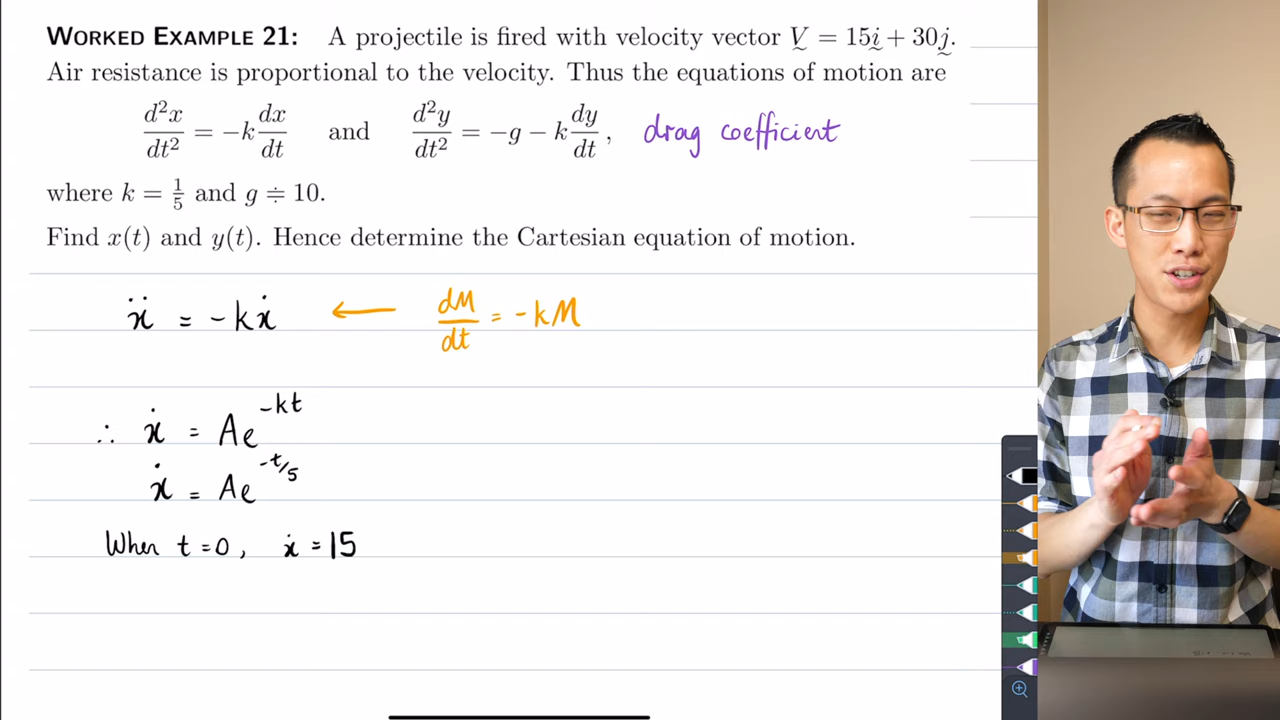 WORKED EXAMPLE 21: A projectile is fired with velocity vector V = 15i + 30j.
Air resistance is proportional to the velocity. Thus the equations of motion are
d²x/dt² = −k dx/dt and d²y/dt² = −g − k dy/dt, drag coefficient
where k = 1/5 and g ≑ 10.
Find x(t) and y(t). Hence determine the Cartesian equation of motion.
ẍ = -kẋ ← dM/dt = -kM
∴ ẋ = Ae^-kt
ẋ = Ae^-t/5
When t = 0, ẋ = 15